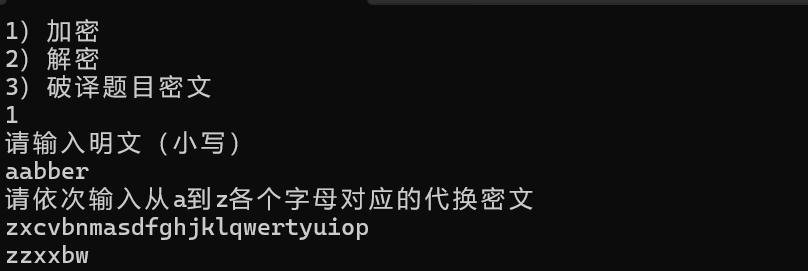 1) 加密
2) 解密
3) 破译题目密文
1
请输入明文（小写）
aabber
请依次输入从a到z各个字母对应的代换密文
zxcvbnmasdfghjklqwertyuiop
zzxxbw